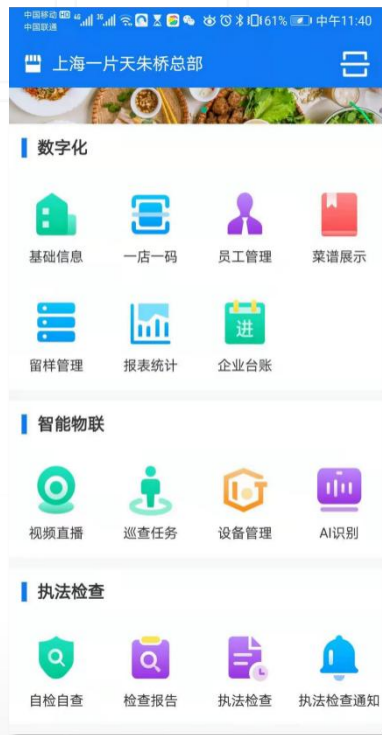 中国移动 HD 46 36 61% 中午11:40
中国联通
上海一片天朱桥总部
数字化
基础信息 一店一码 员工管理 菜谱展示
进
留样管理 报表统计 企业台账
智能物联
视频直播 巡查任务 设备管理 AI识别
执法检查
自检自查 检查报告 执法检查 执法检查通知